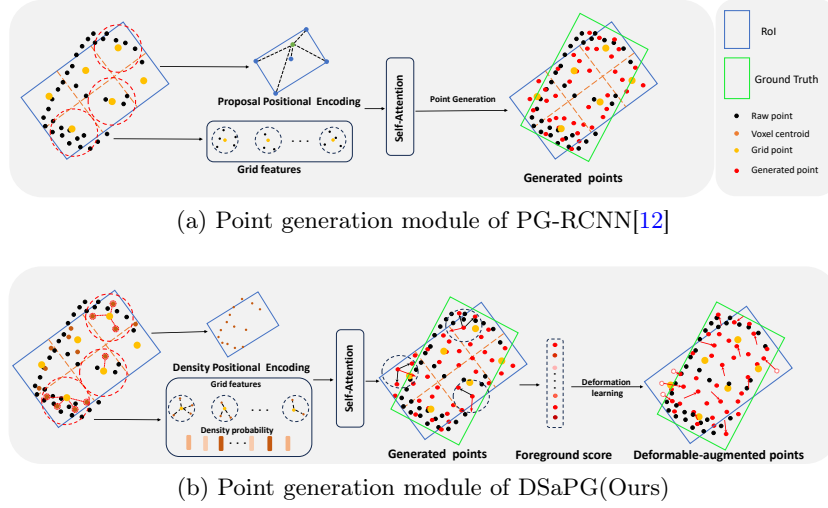 RoI
Ground Truth
Raw point
Voxel centroid
Grid point
Generated point
Proposal Positional Encoding
Grid features
Self-Attention
Point Generation
Generated points
(a) Point generation module of PG-RCNN[12]
Density Positional Encoding
Grid features
Density probability
Self-Attention
Generated points
Foreground score
Deformation
learning
Deformable-augmented points
(b) Point generation module of DSaPG(Ours)